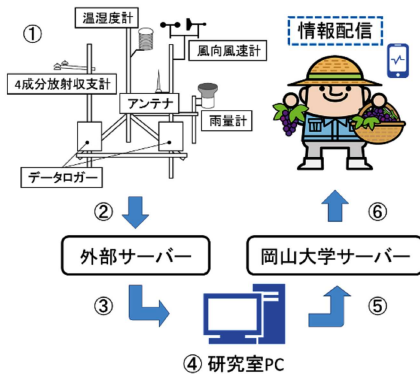 ①
温湿度計
風向風速計
4成分放射収支計
アンテナ
雨量計
データロガー
情報配信
②
⑥
外部サーバー
岡山大学サーバー
③
⑤
④ 研究室PC